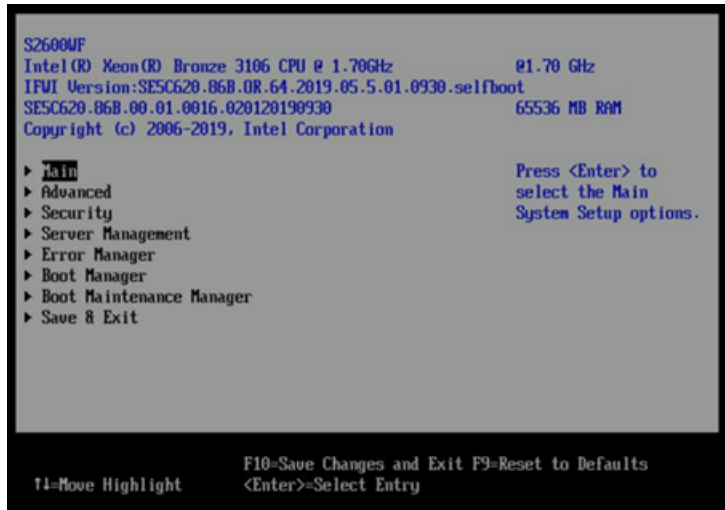 S2600WF
Intel(R) Xeon(R) Bronze 3106 CPU @ 1.70GHz @1.70 GHz
IFWI Version:SE5C620.86B.OR.64.2019.05.5.01.0930.selfboot
SE5C620.86B.00.01.0016.020120190930 65536 MB RAM
Copyright (c) 2006-2019, Intel Corporation
▶ Main Press <Enter> to
▶ Advanced select the Main
▶ Security System Setup options.
▶ Server Management
▶ Error Manager
▶ Boot Manager
▶ Boot Maintenance Manager
▶ Save & Exit
F10=Save Changes and Exit F9=Reset to Defaults
↑↓=Move Highlight <Enter>=Select Entry